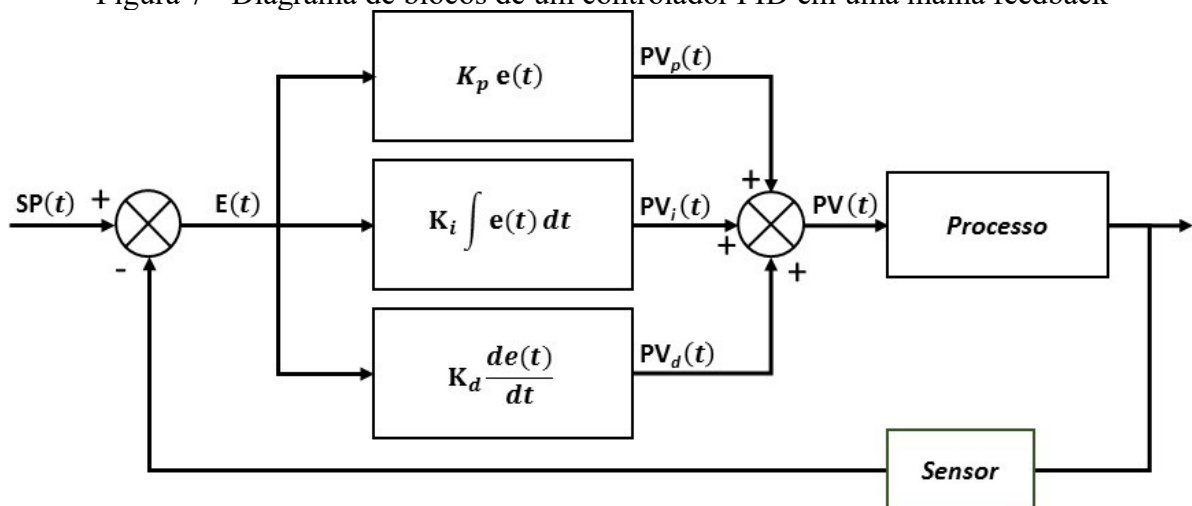 Figura 7 - Diagrama de blocos de um controlador PID em uma malha feedback
K_p e(t)
PV_p(t)
SP(t) +
E(t)
K_i ∫ e(t) dt
PV_i(t)
+
+
PV(t)
Processo
-
+
K_d de(t)/dt
PV_d(t)
Sensor